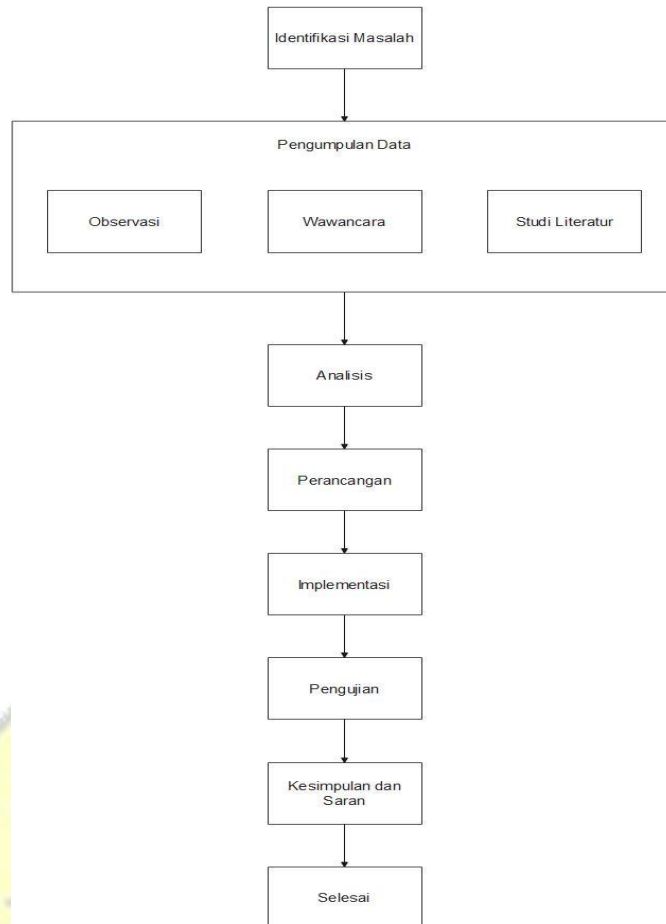 Identifikasi Masalah
Pengumpulan Data
Observasi
Wawancara
Studi Literatur
Analisis
Perancangan
Implementasi
Pengujian
Kesimpulan dan
Saran
Selesai